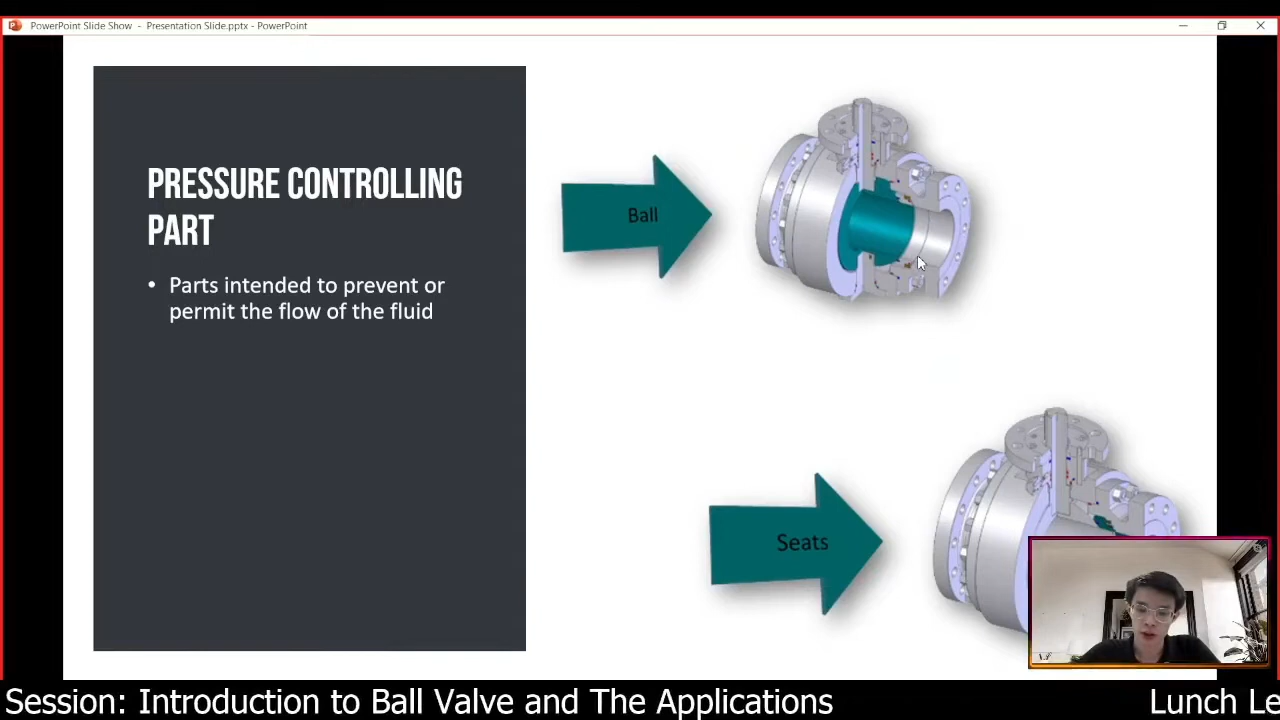 PowerPoint Slide Show - Presentation Slide.pptx - PowerPoint
PRESSURE CONTROLLING
PART
• Parts intended to prevent or
permit the flow of the fluid
Ball
Seats
Session: Introduction to Ball Valve and The Applications
Lunch Le